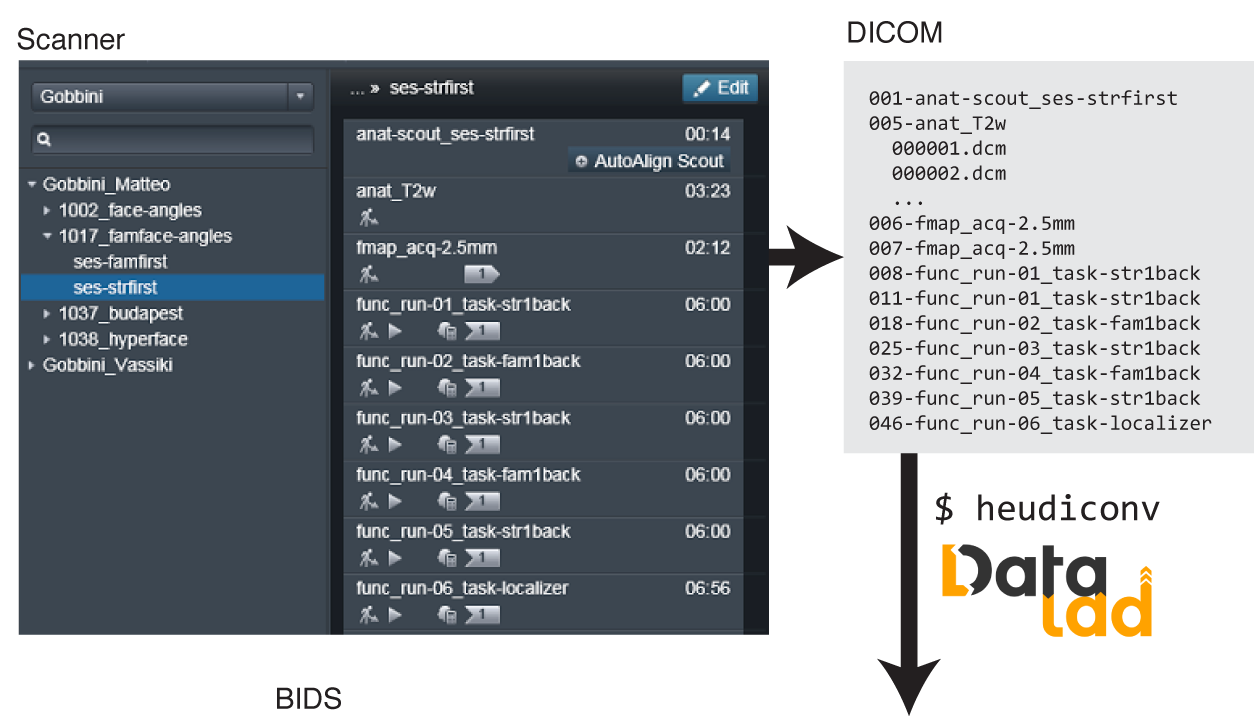 Scanner
Gobbini
Gobbini_Matteo
1002_face-angles
1017_famface-angles
ses-famfirst
ses-strfirst
1037_budapest
1038_hyperface
Gobbini_Vassiki
... » ses-strfirst
Edit
anat-scout_ses-strfirst 00:14
AutoAlign Scout
anat_T2w 03:23
fmap_acq-2.5mm 02:12
1
func_run-01_task-str1back 06:00
1
func_run-02_task-fam1back 06:00
1
func_run-03_task-str1back 06:00
1
func_run-04_task-fam1back 06:00
1
func_run-05_task-str1back 06:00
1
func_run-06_task-localizer 06:56
1
DICOM
001-anat-scout_ses-strfirst
005-anat_T2w
000001.dcm
000002.dcm
...
006-fmap_acq-2.5mm
007-fmap_acq-2.5mm
008-func_run-01_task-str1back
011-func_run-01_task-str1back
018-func_run-02_task-fam1back
025-func_run-03_task-str1back
032-func_run-04_task-fam1back
039-func_run-05_task-str1back
046-func_run-06_task-localizer
$ heudiconv
Data
lad
BIDS